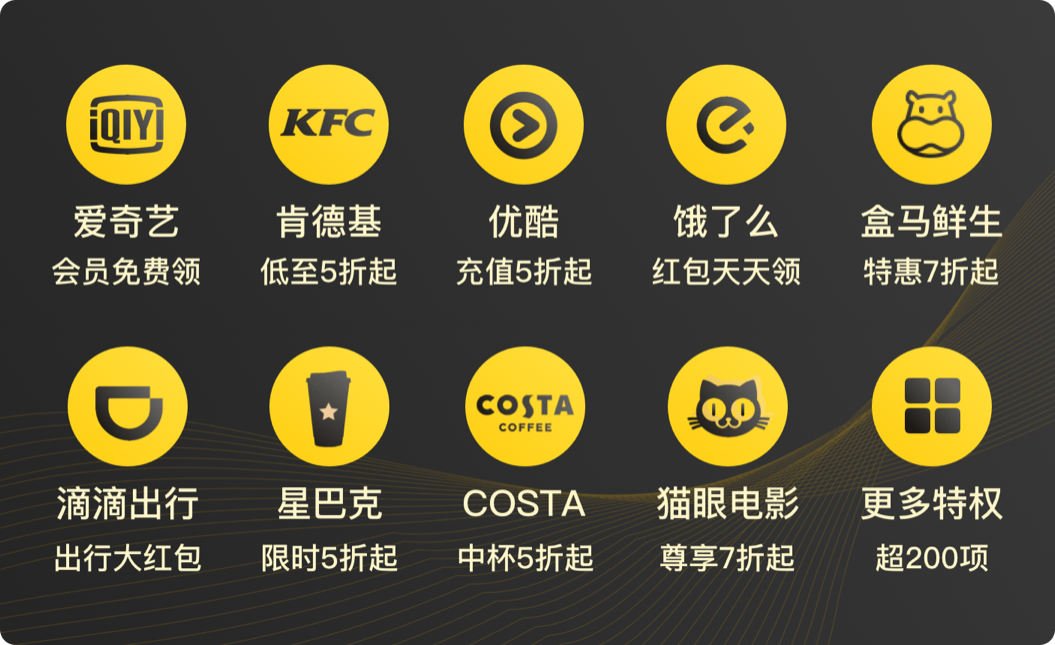 iQIYI
KFC
爱奇艺
肯德基
优酷
饿了么
盒马鲜生
会员免费领
低至5折起
充值5折起
红包天天领
特惠7折起
COSTA
COFFEE
滴滴出行
星巴克
COSTA
猫眼电影
更多特权
出行大红包
限时5折起
中杯5折起
尊享7折起
超200项